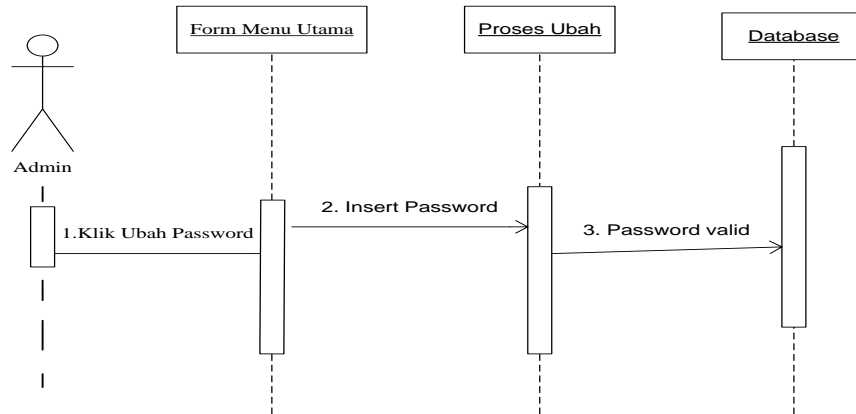 Form Menu Utama
Proses Ubah
Database
Admin
1.Klik Ubah Password
2. Insert Password
3. Password valid